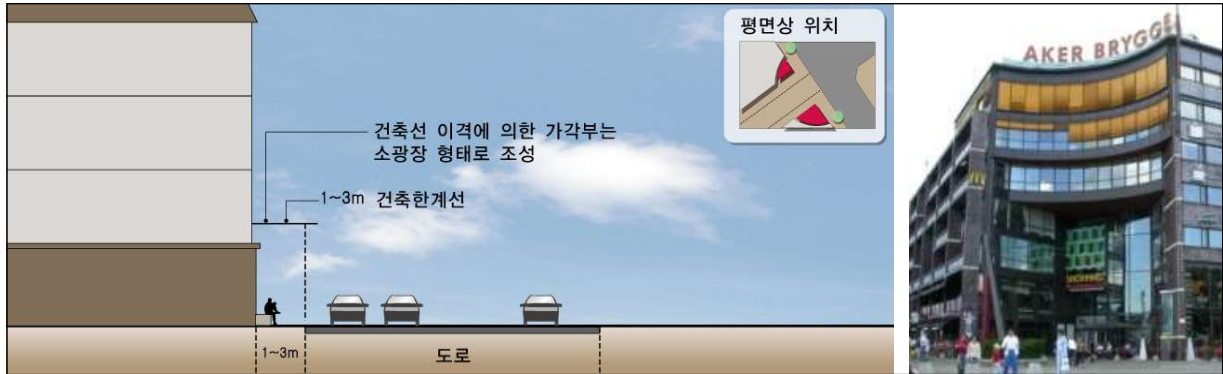 평면상 위치
건축선 이격에 의한 가각부는
소광장 형태로 조성
1~3m 건축한계선
1~3m
도로
AKER BRYGGE